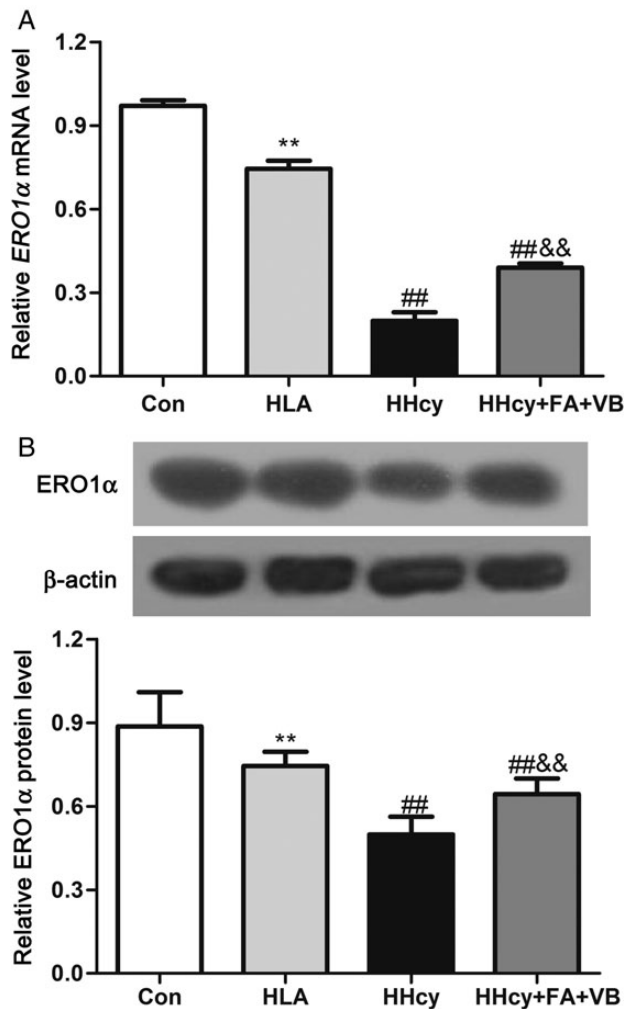 A
Relative ERO1α mRNA level
1.2
0.9
0.6
0.3
0.0
**
##
##&&
Con
HLA
HHcy
HHcy+FA+VB
B
ERO1α
β-actin
Relative ERO1α protein level
1.2
0.9
0.6
0.3
0.0
**
##
##&&
Con
HLA
HHcy
HHcy+FA+VB